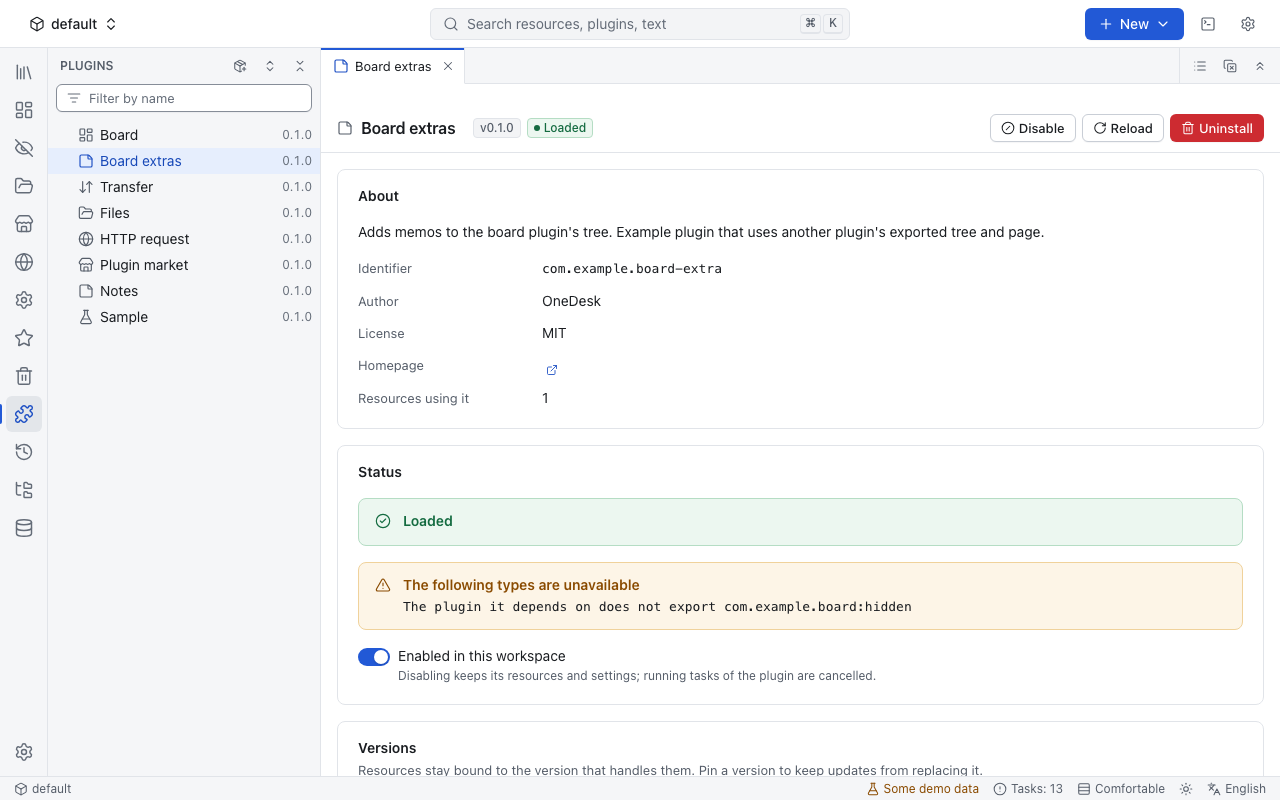 default
Search resources, plugins, text
⌘ K
New
PLUGINS
Filter by name
Board 0.1.0
Board extras 0.1.0
Transfer 0.1.0
Files 0.1.0
HTTP request 0.1.0
Plugin market 0.1.0
Notes 0.1.0
Sample 0.1.0
Board extras
Board extras v0.1.0 Loaded
Disable Reload Uninstall
About
Adds memos to the board plugin's tree. Example plugin that uses another plugin's exported tree and page.
Identifier com.example.board-extra
Author OneDesk
License MIT
Homepage
Resources using it 1
Status
Loaded
The following types are unavailable
The plugin it depends on does not export com.example.board:hidden
Enabled in this workspace
Disabling keeps its resources and settings; running tasks of the plugin are cancelled.
Versions
Resources stay bound to the version that handles them. Pin a version to keep updates from replacing it.
default
Some demo data
Tasks: 13
Comfortable
English